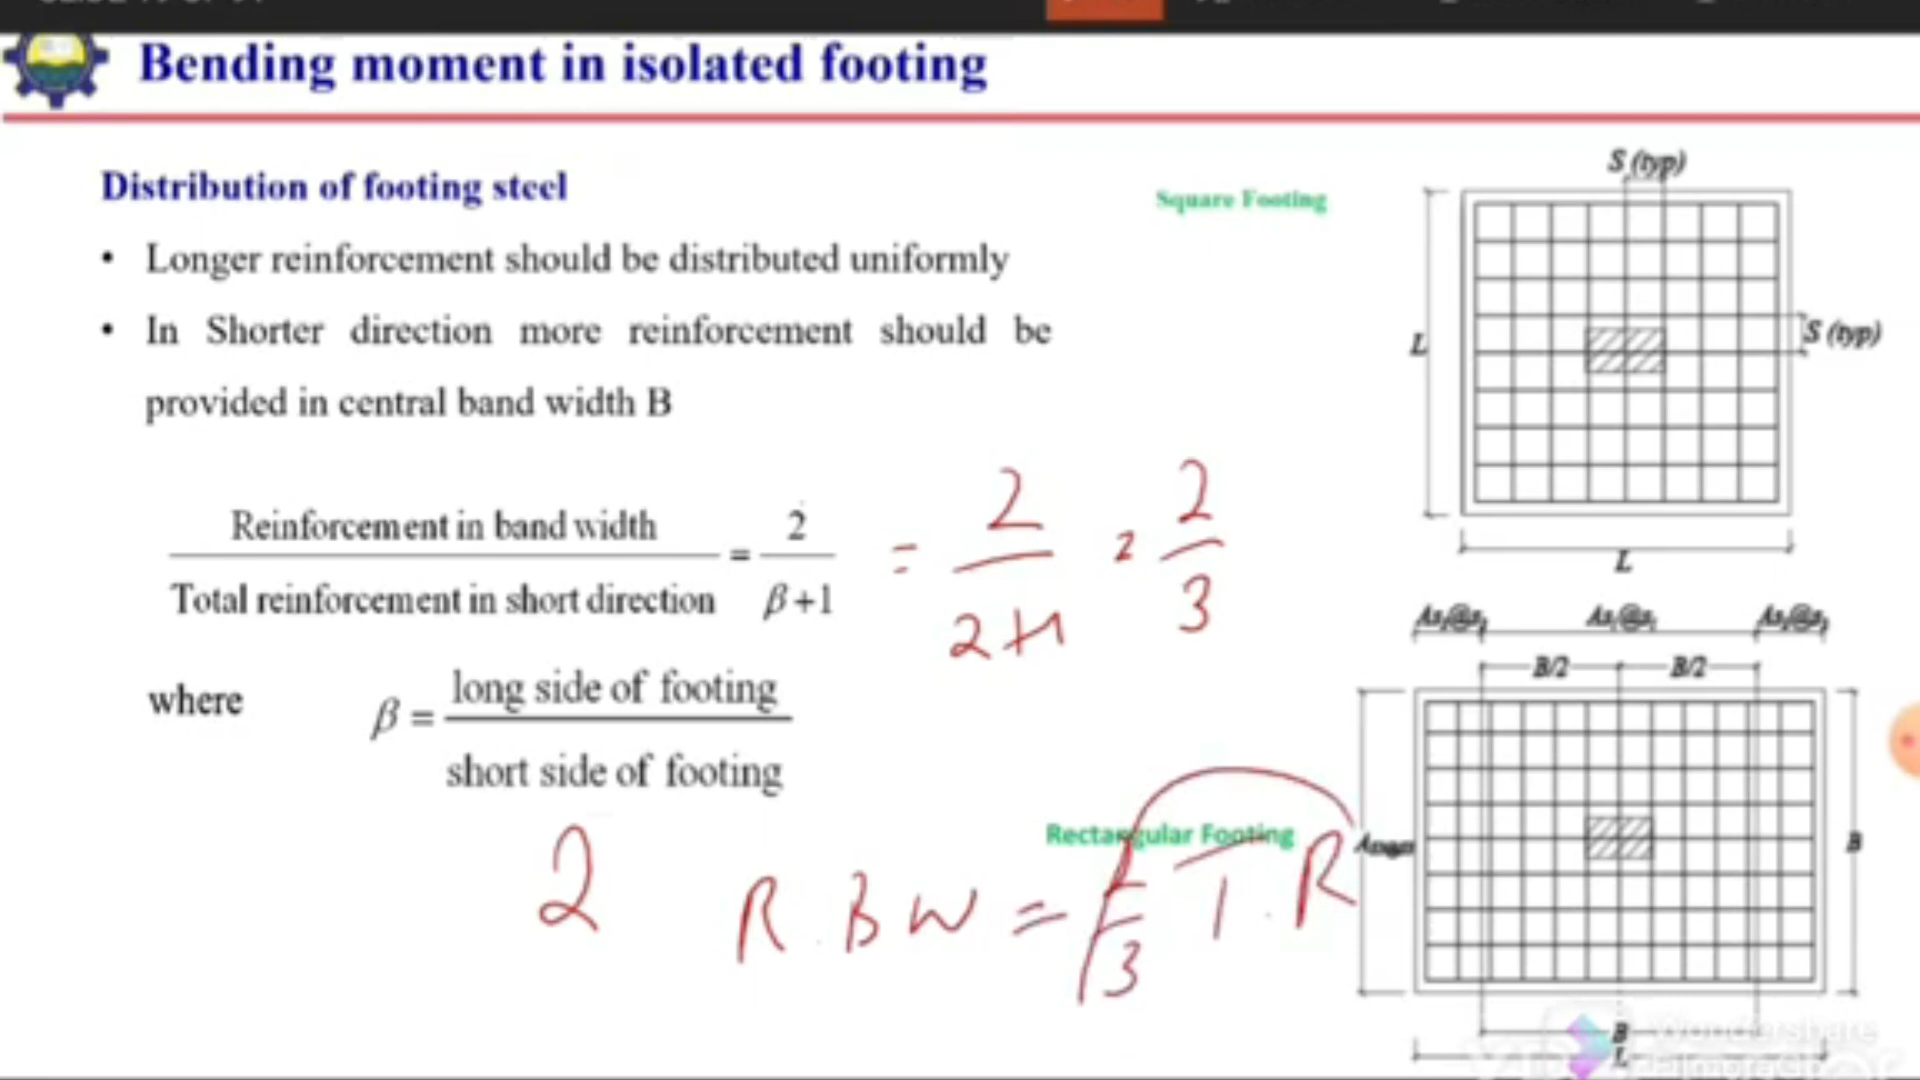 Bending moment in isolated footing
Distribution of footing steel
• Longer reinforcement should be distributed uniformly
• In Shorter direction more reinforcement should be
provided in central band width B
Reinforcement in band width
Total reinforcement in short direction
=
2
β+1
= 2
2+1
= 2
3
where
β =
long side of footing
short side of footing
2
R.BW = 2
3
T.R
Square Footing
S (typ)
L
S (typ)
L
B/2
B/2
Rectangular Footing
B
B
L
Wondershare
Filmora